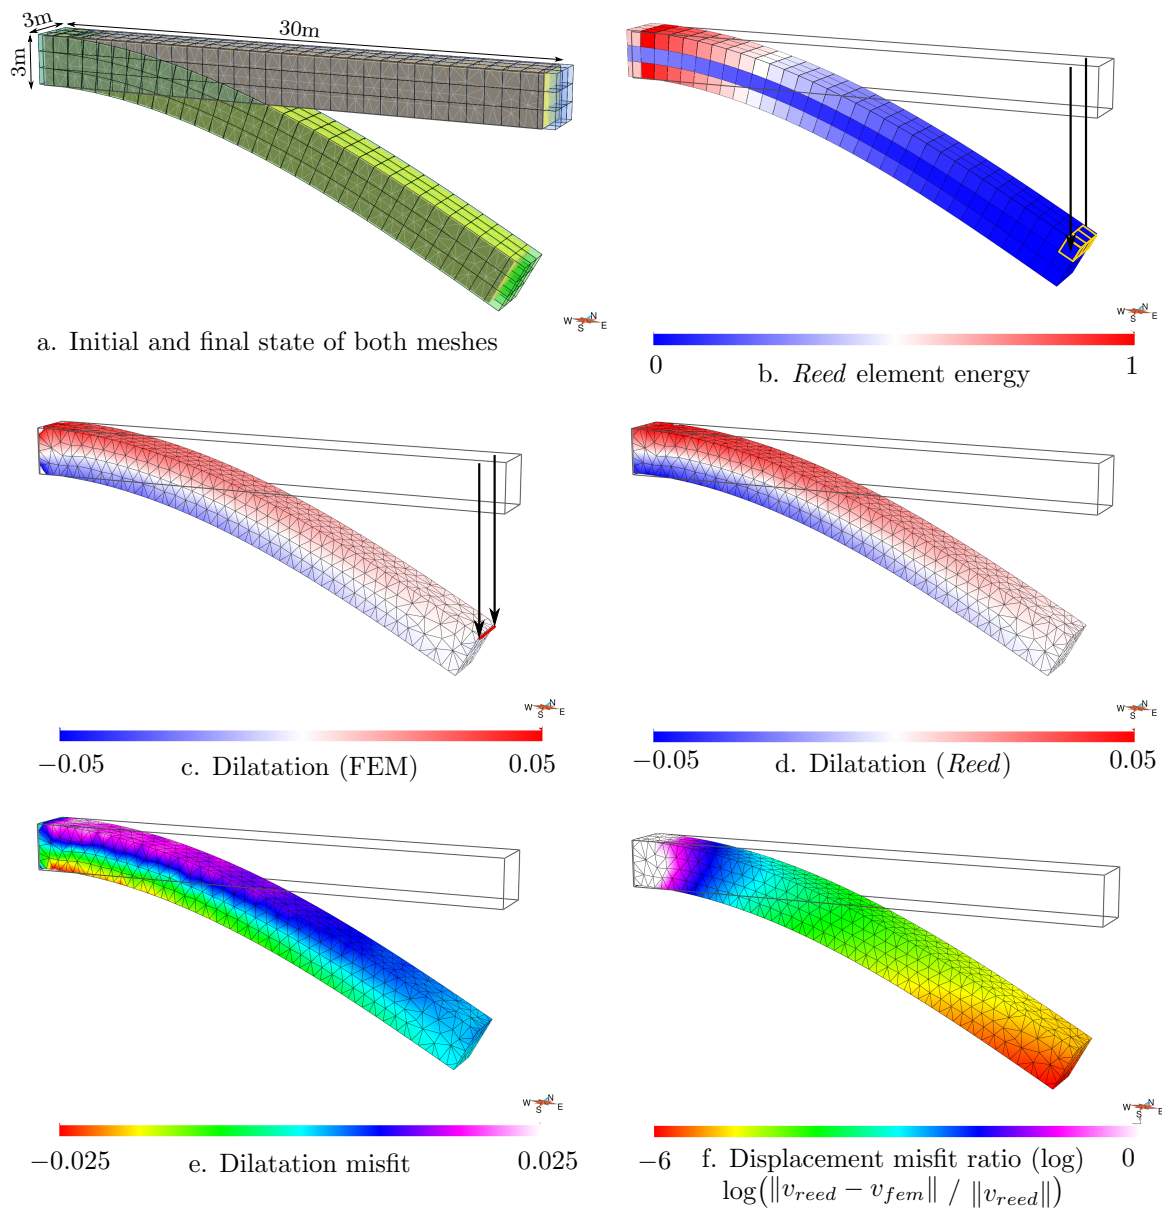 3m
30m
3m
W N S E
a. Initial and final state of both meshes
W N S E
0 1
b. Reed element energy
W N S E
−0.05 0.05
c. Dilatation (FEM)
W N S E
−0.05 0.05
d. Dilatation (Reed)
W N S E
−0.025 0.025
e. Dilatation misfit
W N S E
−6 0
f. Displacement misfit ratio (log)
log(‖v_reed − v_fem‖ / ‖v_reed‖)